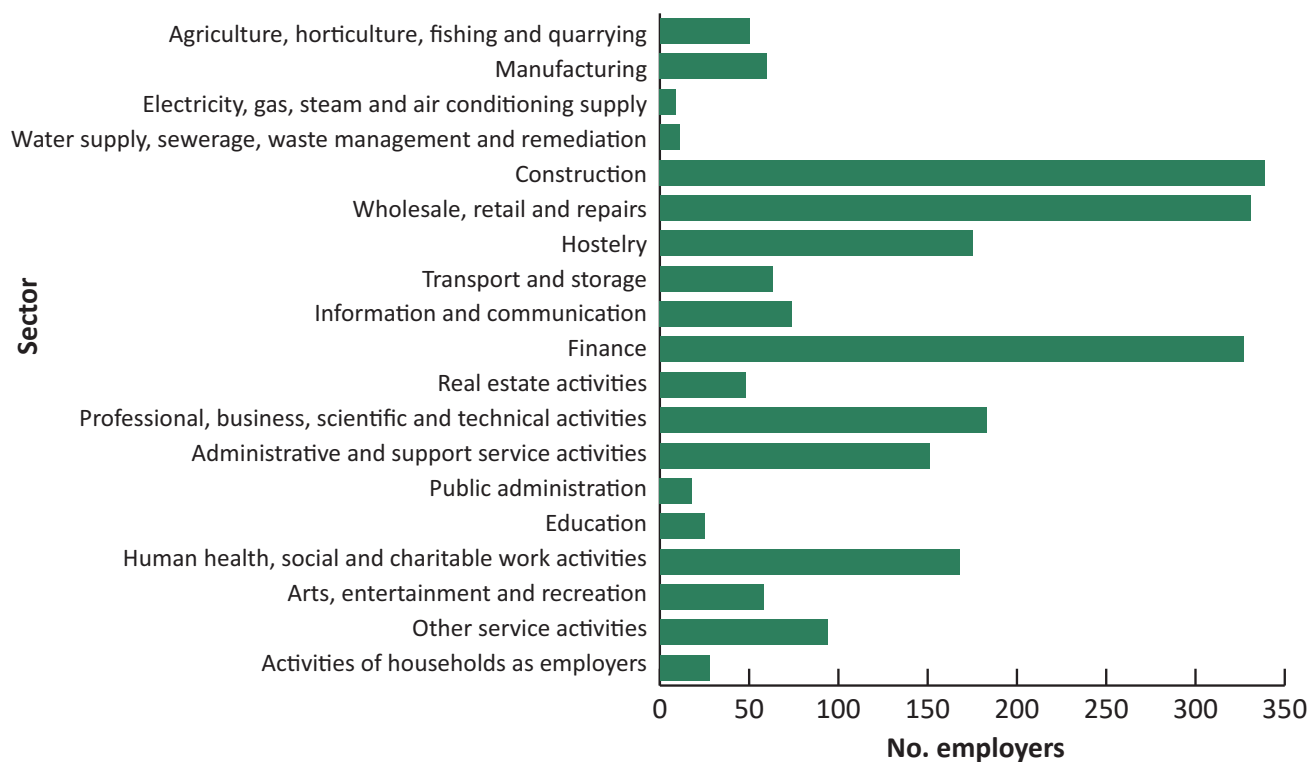 Agriculture, horticulture, fishing and quarrying
Manufacturing
Electricity, gas, steam and air conditioning supply
Water supply, sewerage, waste management and remediation
Construction
Wholesale, retail and repairs
Hostelry
Transport and storage
Information and communication
Finance
Real estate activities
Professional, business, scientific and technical activities
Administrative and support service activities
Public administration
Education
Human health, social and charitable work activities
Arts, entertainment and recreation
Other service activities
Activities of households as employers
Sector
0 50 100 150 200 250 300 350
No. employers